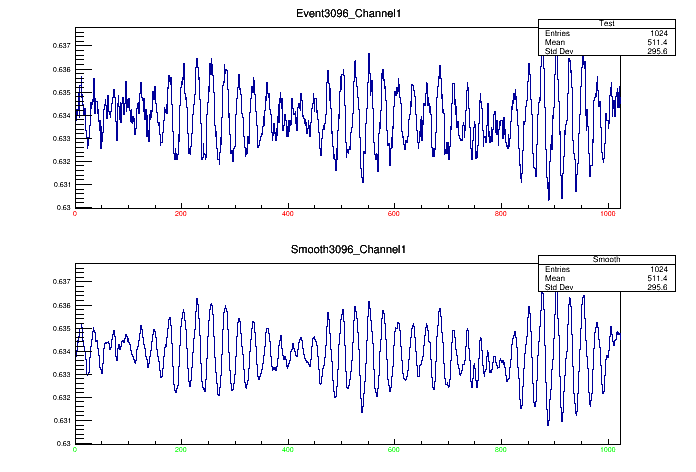 Event3096_Channel1
Test
Entries 1024
Mean 511.4
Std Dev 295.6
0.637
0.636
0.635
0.634
0.633
0.632
0.631
0.63
0 200 400 600 800 1000
Smooth3096_Channel1
Smooth
Entries 1024
Mean 511.4
Std Dev 295.6
0.637
0.636
0.635
0.634
0.633
0.632
0.631
0.63
0 200 400 600 800 1000